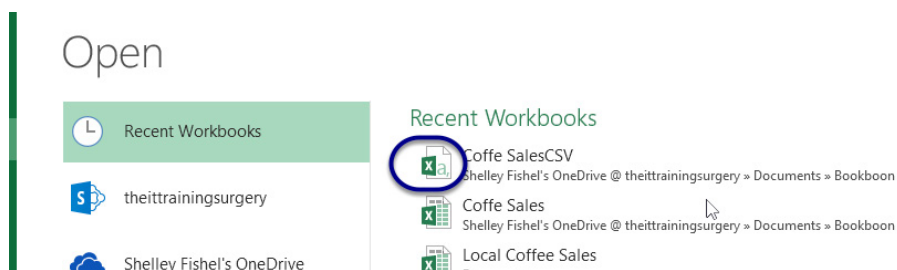 Open
Recent Workbooks
theittrainingsurgery
Shelley Fishel's OneDrive
Recent Workbooks
Coffe SalesCSV
Shelley Fishel's OneDrive @ theittrainingsurgery » Documents » Bookboon
Coffe Sales
Shelley Fishel's OneDrive @ theittrainingsurgery » Documents » Bookboon
Local Coffee Sales